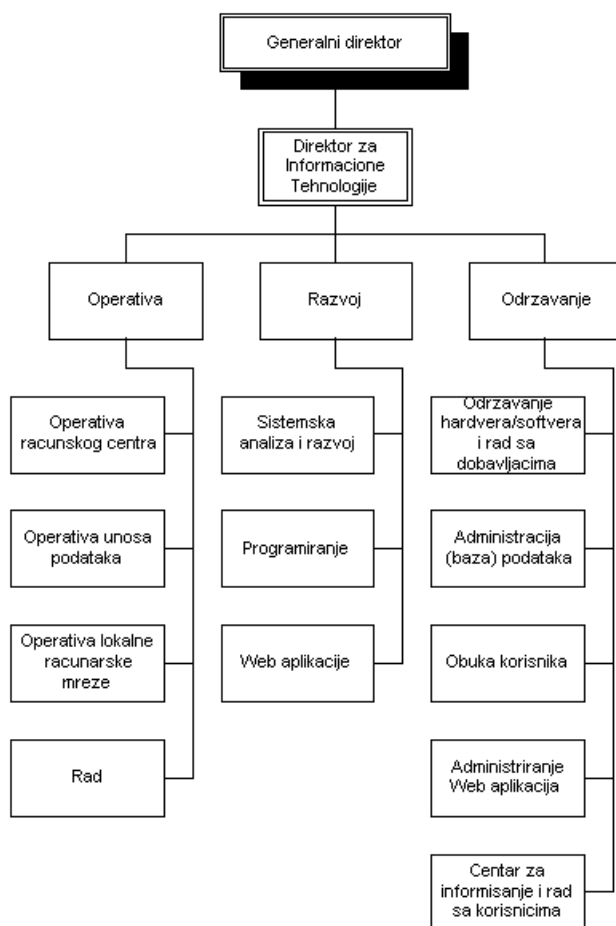 Generalni direktor
Direktor za
Informacione
Tehnologije
Operativa
Razvoj
Odrzavanje
Operativa
racunskog centra
Sistemska
analiza i razvoj
Odrzavanje
hardvera/softvera
i rad sa
dobavljacima
Operativa unosa
podataka
Programiranje
Administracija
(baza) podataka
Operativa lokalne
racunarske
mreze
Web aplikacije
Obuka korisnika
Rad
Administriranje
Web aplikacija
Centar za
informisanje i rad
sa korisnicima